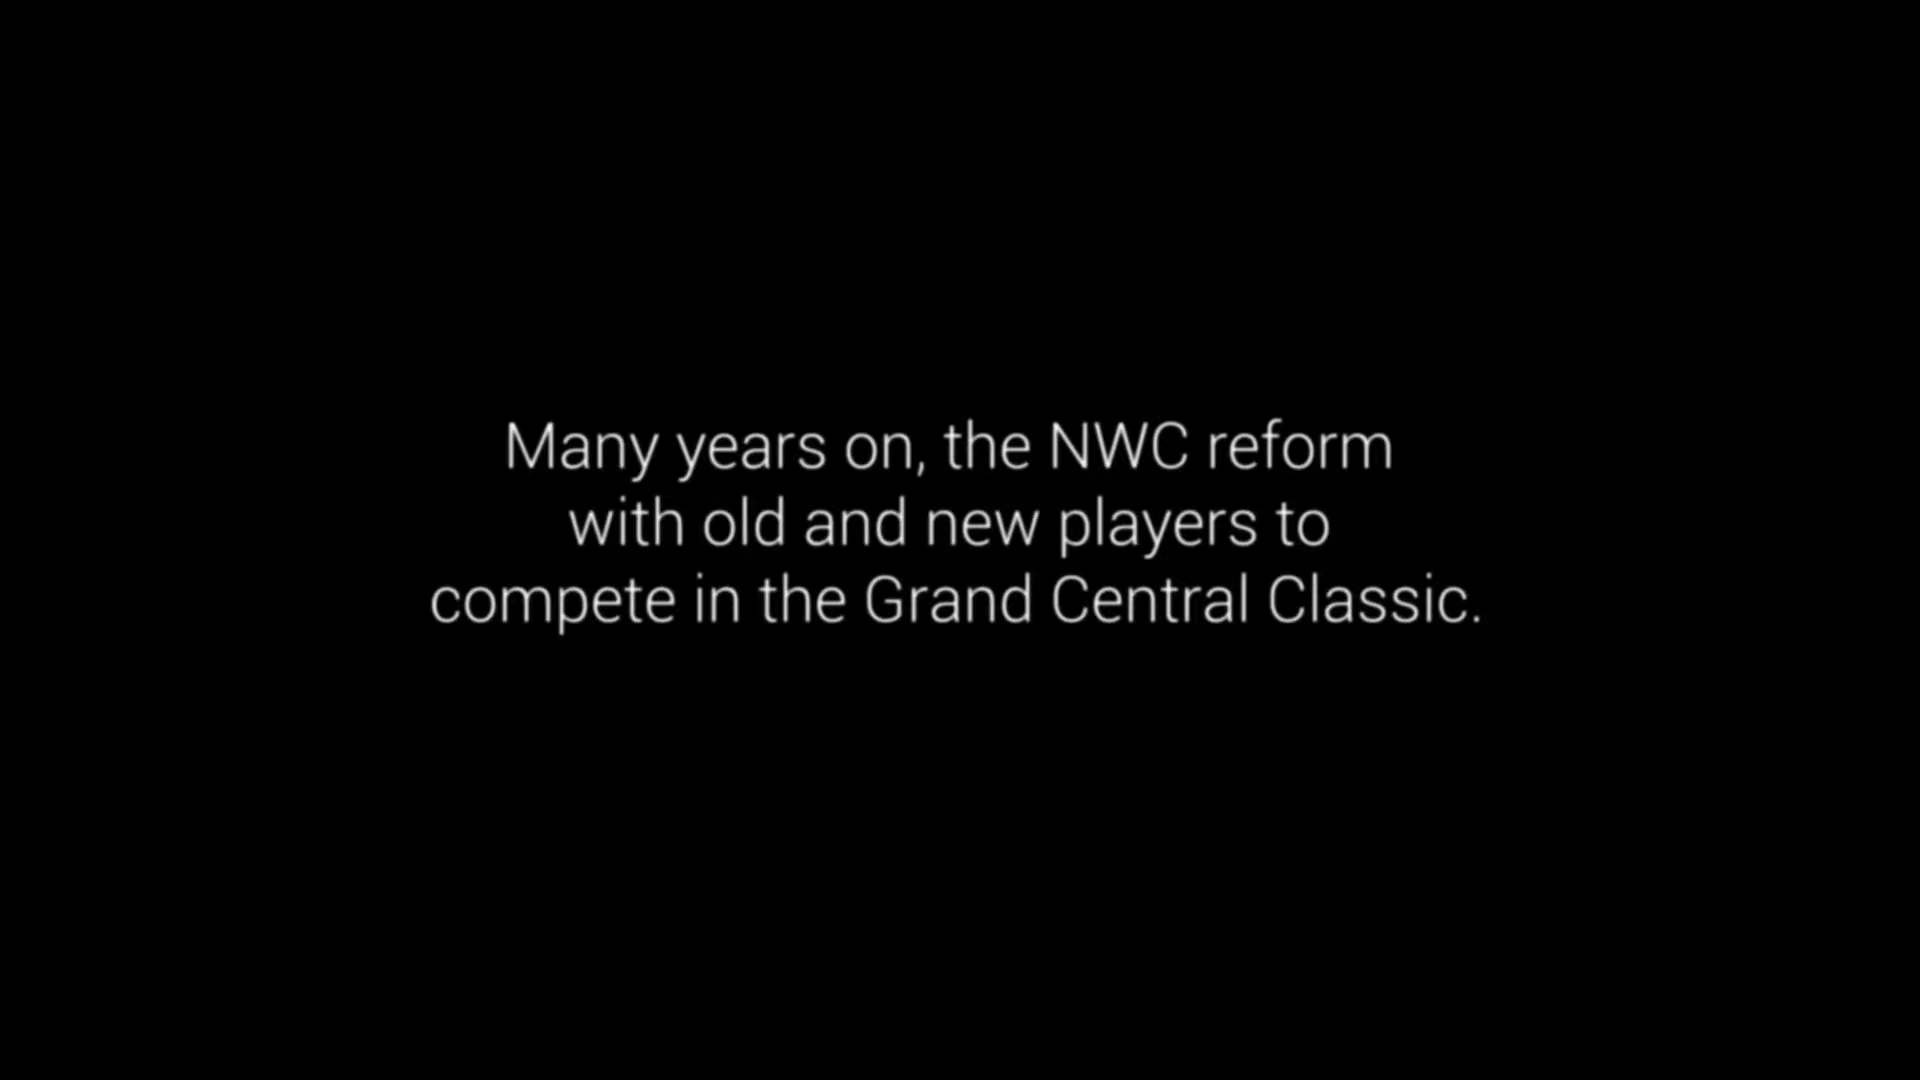 Many years on, the NWC reform
with old and new players to
compete in the Grand Central Classic.